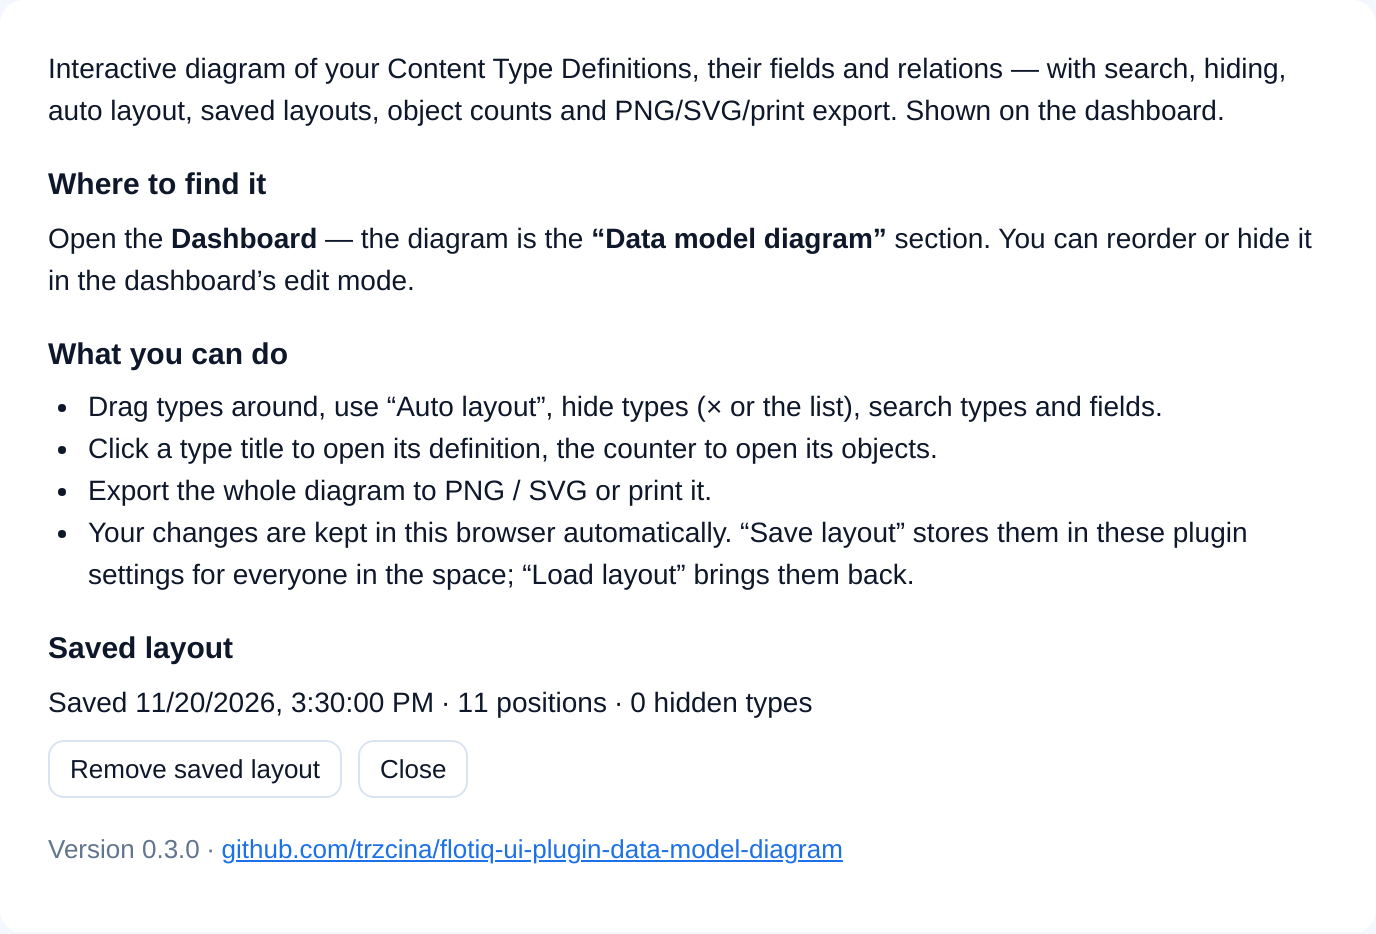 Interactive diagram of your Content Type Definitions, their fields and relations — with search, hiding,
auto layout, saved layouts, object counts and PNG/SVG/print export. Shown on the dashboard.
Where to find it
Open the Dashboard — the diagram is the “Data model diagram” section. You can reorder or hide it
in the dashboard’s edit mode.
What you can do
• Drag types around, use “Auto layout”, hide types (× or the list), search types and fields.
• Click a type title to open its definition, the counter to open its objects.
• Export the whole diagram to PNG / SVG or print it.
• Your changes are kept in this browser automatically. “Save layout” stores them in these plugin
settings for everyone in the space; “Load layout” brings them back.
Saved layout
Saved 11/20/2026, 3:30:00 PM · 11 positions · 0 hidden types
Remove saved layout Close
Version 0.3.0 · github.com/trzcina/flotiq-ui-plugin-data-model-diagram